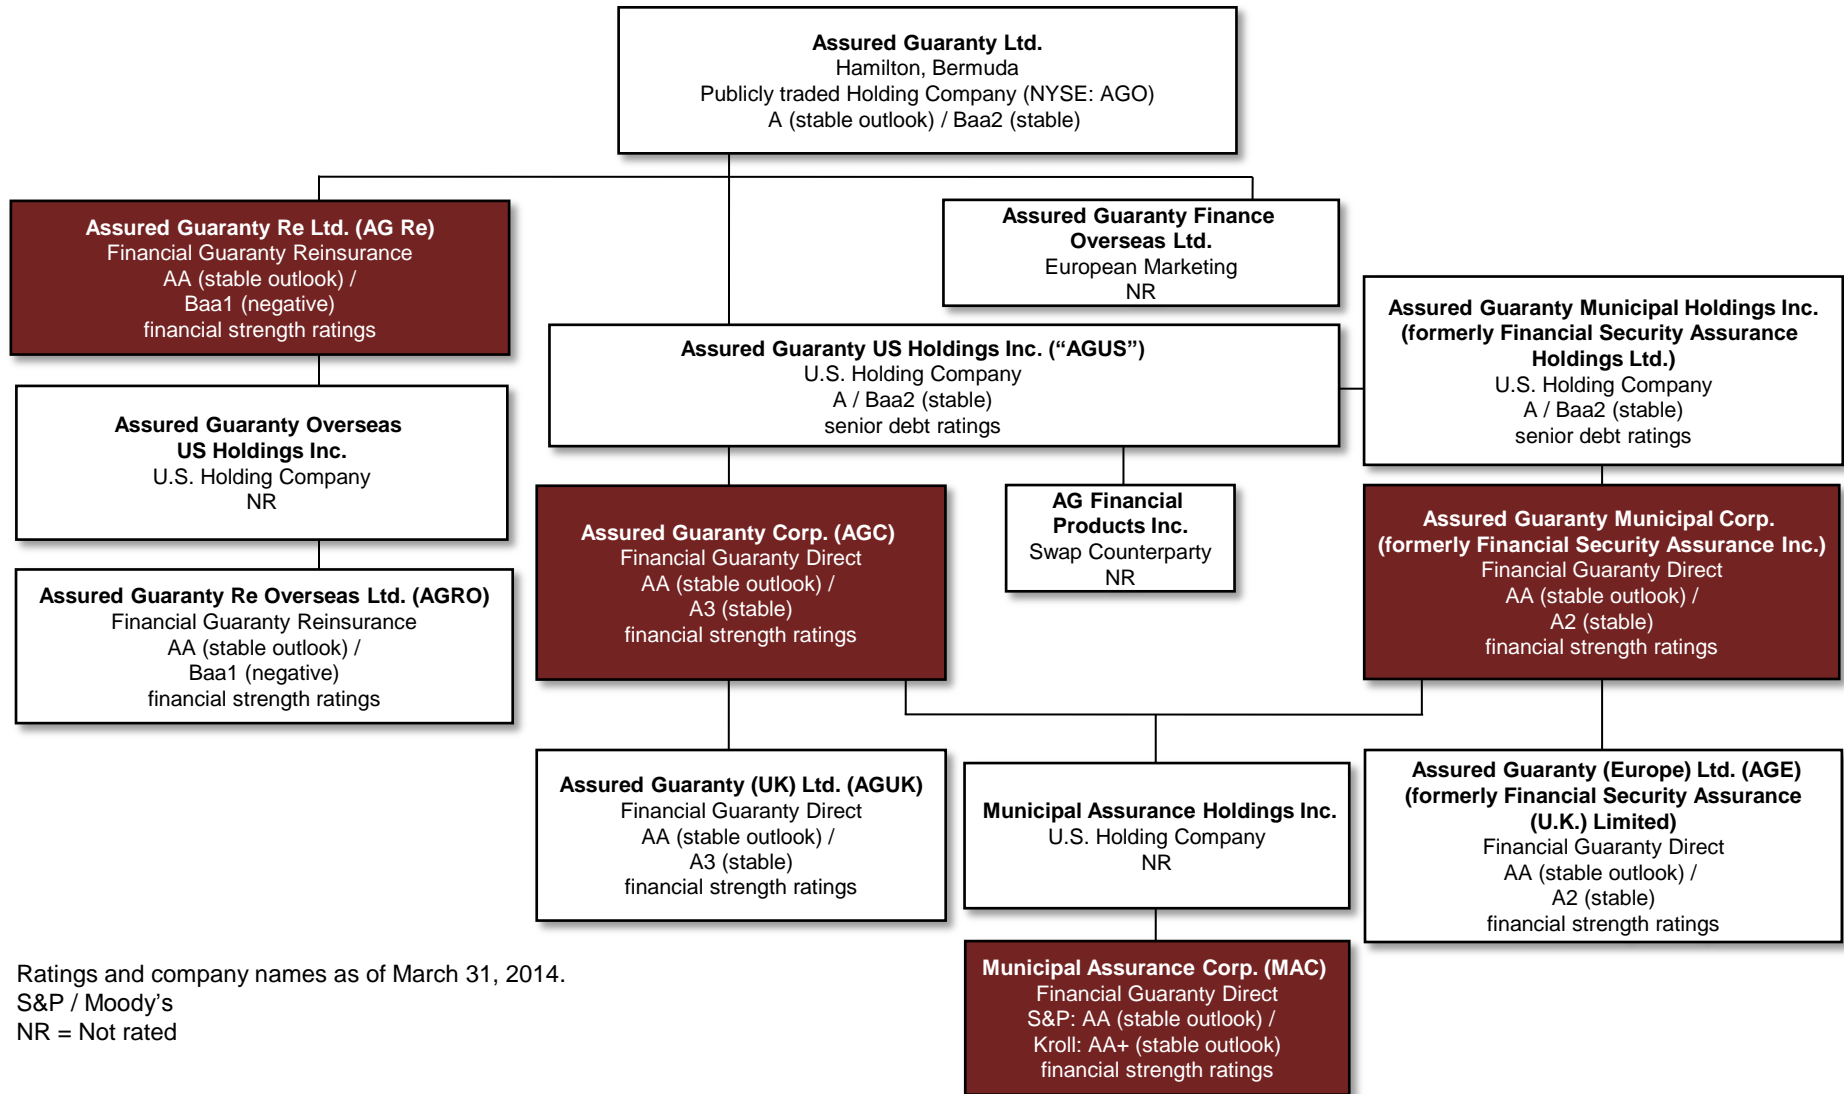 Assured Guaranty Ltd.
Hamilton, Bermuda
Publicly traded Holding Company (NYSE: AGO)
A (stable outlook) / Baa2 (stable)
Assured Guaranty Re Ltd. (AG Re)
Financial Guaranty Reinsurance
AA (stable outlook) /
Baa1 (negative)
financial strength ratings
Assured Guaranty Finance
Overseas Ltd.
European Marketing
NR
Assured Guaranty US Holdings Inc. (“AGUS”)
U.S. Holding Company
A / Baa2 (stable)
senior debt ratings
Assured Guaranty Municipal Holdings Inc.
(formerly Financial Security Assurance
Holdings Ltd.)
U.S. Holding Company
A / Baa2 (stable)
senior debt ratings
Assured Guaranty Overseas
US Holdings Inc.
U.S. Holding Company
NR
Assured Guaranty Corp. (AGC)
Financial Guaranty Direct
AA (stable outlook) /
A3 (stable)
financial strength ratings
AG Financial
Products Inc.
Swap Counterparty
NR
Assured Guaranty Municipal Corp.
(formerly Financial Security Assurance Inc.)
Financial Guaranty Direct
AA (stable outlook) /
A2 (stable)
financial strength ratings
Assured Guaranty Re Overseas Ltd. (AGRO)
Financial Guaranty Reinsurance
AA (stable outlook) /
Baa1 (negative)
financial strength ratings
Assured Guaranty (UK) Ltd. (AGUK)
Financial Guaranty Direct
AA (stable outlook) /
A3 (stable)
financial strength ratings
Municipal Assurance Holdings Inc.
U.S. Holding Company
NR
Assured Guaranty (Europe) Ltd. (AGE)
(formerly Financial Security Assurance
(U.K.) Limited)
Financial Guaranty Direct
AA (stable outlook) /
A2 (stable)
financial strength ratings
Municipal Assurance Corp. (MAC)
Financial Guaranty Direct
S&P: AA (stable outlook) /
Kroll: AA+ (stable outlook)
financial strength ratings
Ratings and company names as of March 31, 2014.
S&P / Moody’s
NR = Not rated